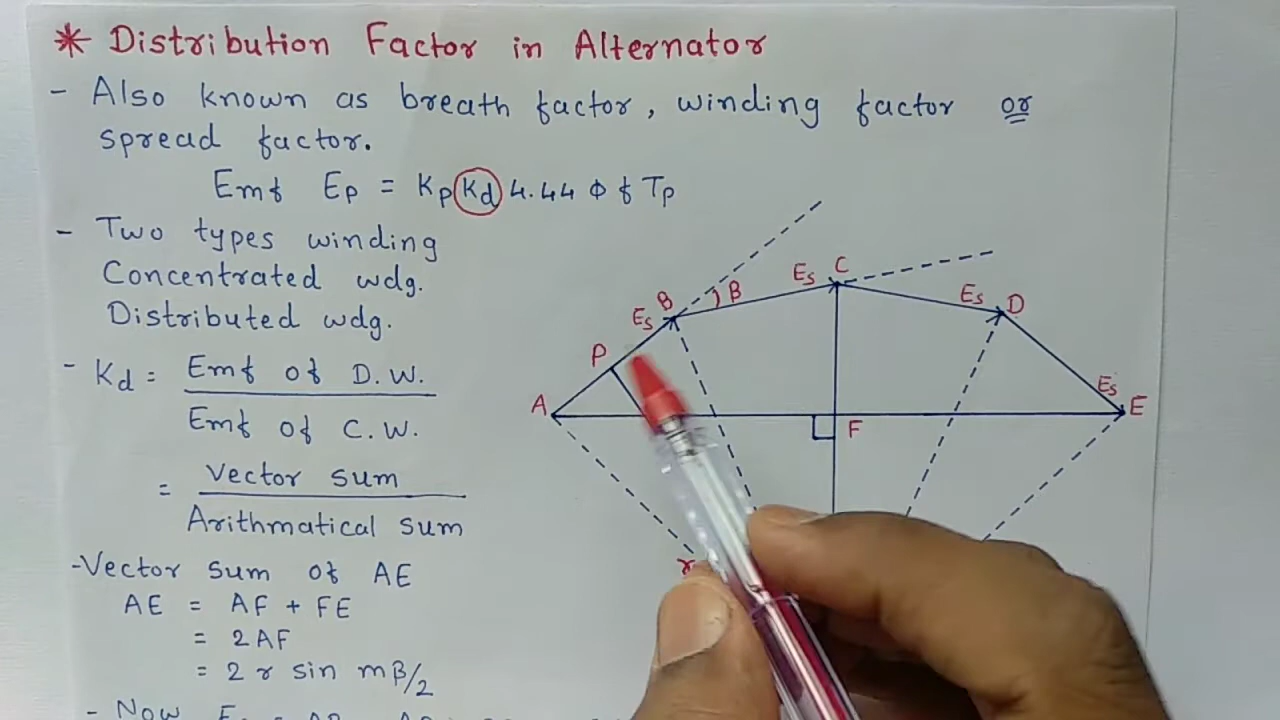 * Distribution Factor in Alternator
- Also known as breath factor, winding factor or
spread factor.
Emf Ep = Kp Kd 4.44 Φ f Tp
- Two types winding
Concentrated wdg.
Distributed wdg.
- Kd = Emf of D.W.
Emf of C.W.
= Vector sum
Arithmatical sum
- Vector sum of AE
AE = AF + FE
= 2AF
= 2 r sin mβ/2
- Now
A
P
Es
B
β
Es
C
Es
D
Es
E
F
r